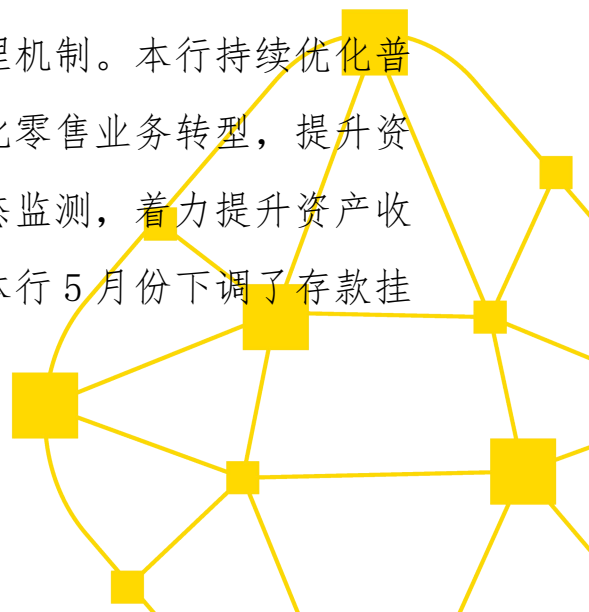 理机制。本行持续优化普
化零售业务转型，提升资
态监测，着力提升资产收
本行 5 月份下调了存款挂